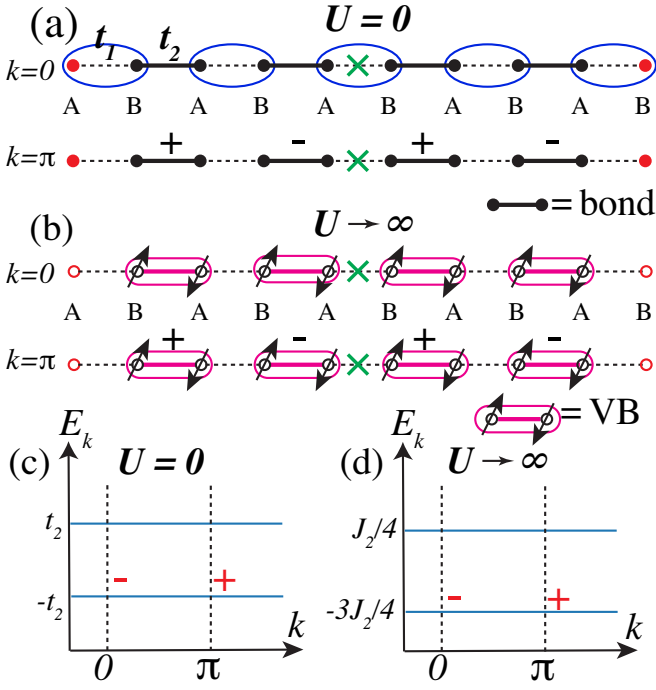 (a) U = 0
t1 t2
k=0
A B A B A B A B A B
+ - + -
k=π
= bond
(b) U → ∞
k=0
A B A B A B A B A B
+ - + -
k=π
= VB
(c) Ek U = 0
t2
- +
-t2
0 π k
(d) Ek U → ∞
J2/4
- +
-3J2/4
0 π k